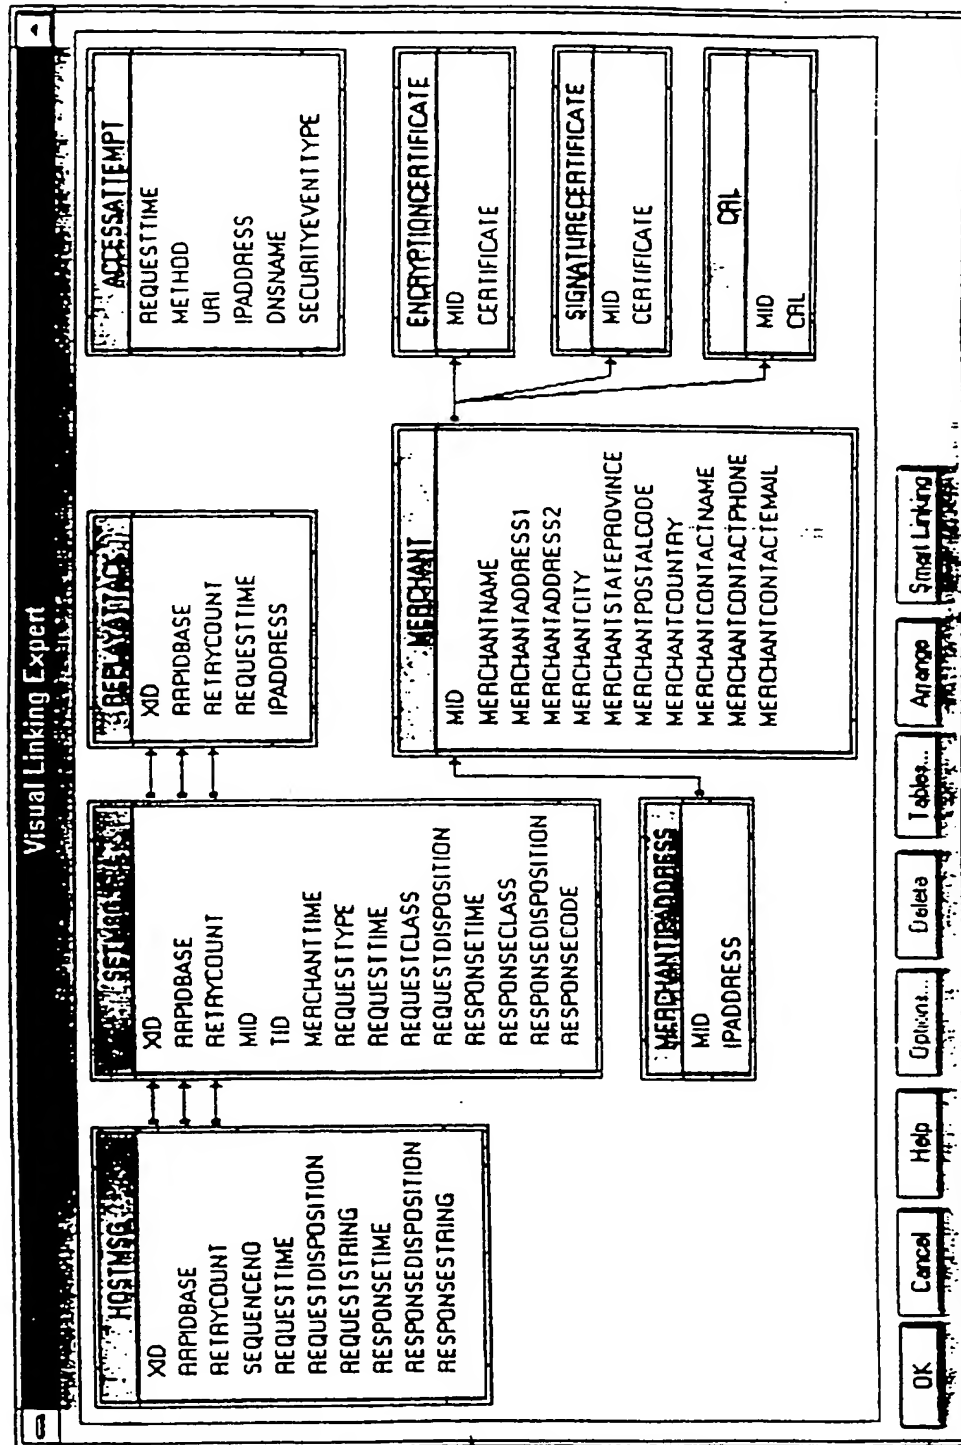 Visual Linking Expert
HOSTMSG
XID
RRPIDBASE
RETRYCOUNT
SEQUENCENO
REQUESTTIME
REQUESTDISPOSITION
REQUESTSTRING
RESPONSETIME
RESPONSEDISPOSITION
RESPONSESTRING
SETMSG
XID
RRPIDBASE
RETRYCOUNT
MID
TID
MERCHANTTIME
REQUESTTYPE
REQUESTTIME
REQUESTCLASS
REQUESTDISPOSITION
RESPONSETIME
RESPONSECLASS
RESPONSEDISPOSITION
RESPONSECODE
REPLAYATTACK
XID
RRPIDBASE
RETRYCOUNT
REQUESTTIME
IPADDRESS
ACCESSATTEMPT
REQUESTTIME
METHOD
URI
IPADDRESS
DNSNAME
SECURITYEVENTTYPE
MERCHANTIPADDRESS
MID
IPADDRESS
MERCHANT
MID
MERCHANTNAME
MERCHANTADDRESS1
MERCHANTADDRESS2
MERCHANTCITY
MERCHANTSTATEPROVINCE
MERCHANTPOSTALCODE
MERCHANTCOUNTRY
MERCHANTCONTACTNAME
MERCHANTCONTACTPHONE
MERCHANTCONTACTEMAIL
ENCRYPTIONCERTIFICATE
MID
CERTIFICATE
SIGNATURECERTIFICATE
MID
CERTIFICATE
CRL
MID
CRL
OK
Cancel
Help
Options...
Delete
Tables...
Arrange
Smart Linking